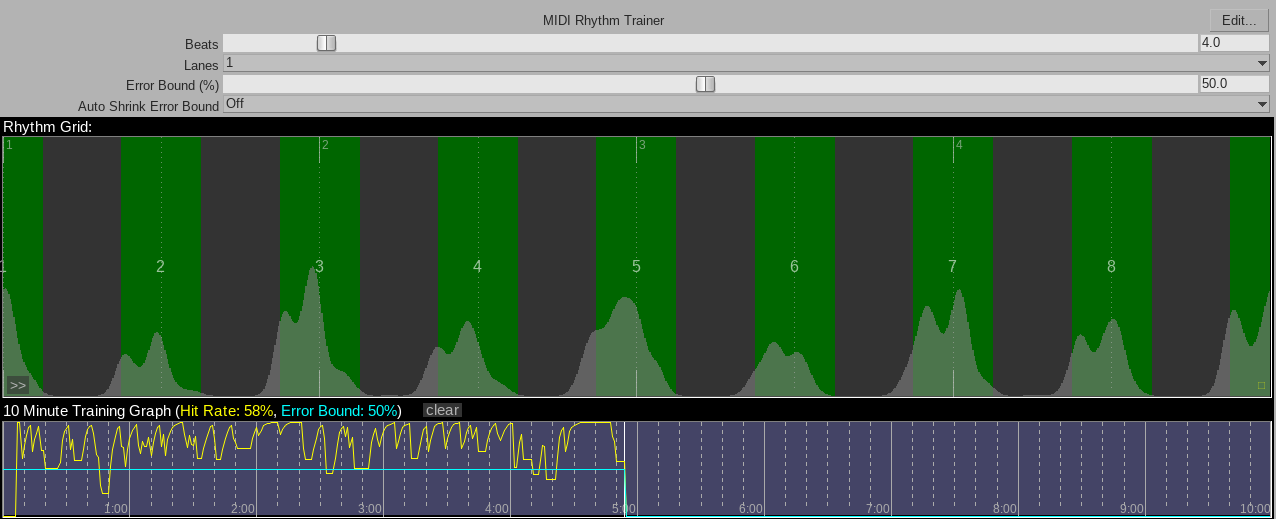 MIDI Rhythm Trainer
Edit...
Beats 4.0
Lanes 1
Error Bound (%) 50.0
Auto Shrink Error Bound Off
Rhythm Grid:
1 2 3 4
1 2 3 4 5 6 7 8
>>
10 Minute Training Graph (Hit Rate: 58%, Error Bound: 50%) clear
1:00 2:00 3:00 4:00 5:00 6:00 7:00 8:00 9:00 10:00